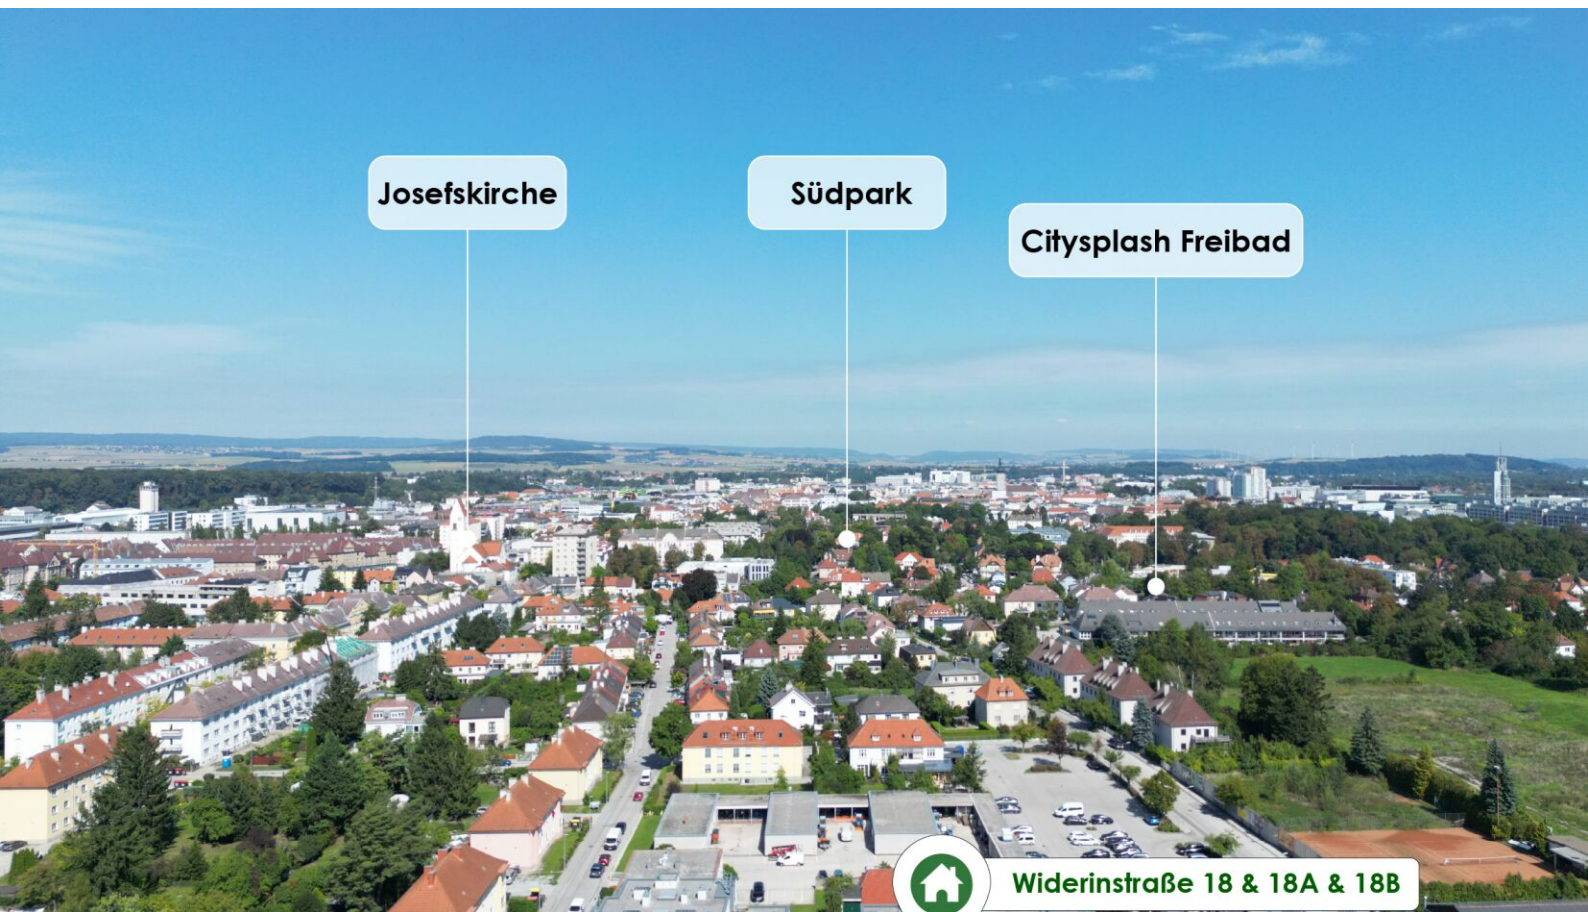 Josefskirche
Südpark
Citysplash Freibad
Widerinstraße 18 & 18A & 18B